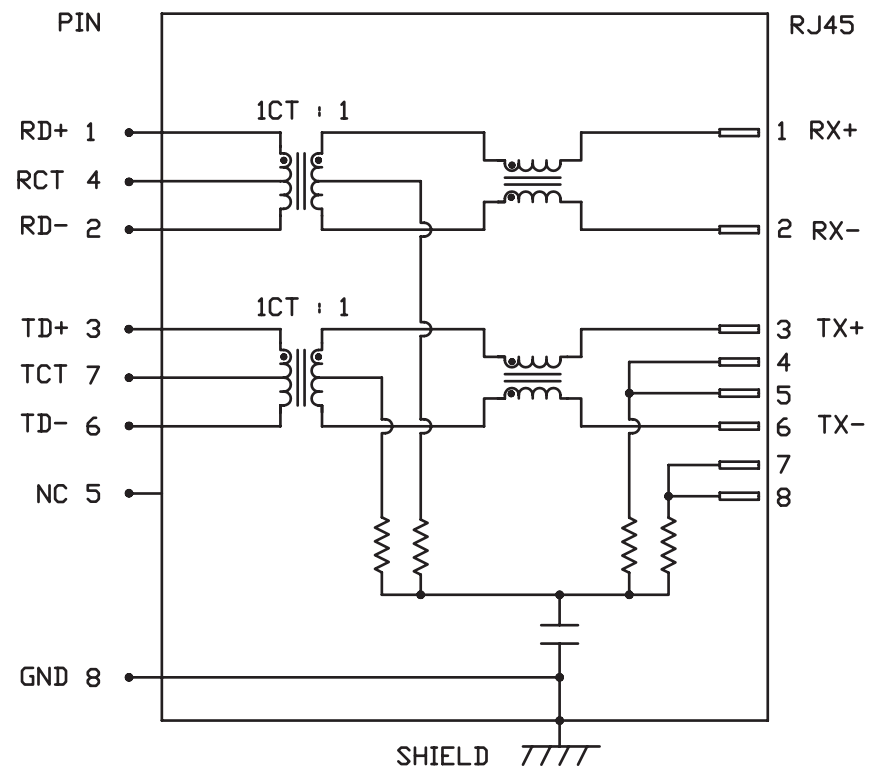 PIN RJ45
1CT : 1
RD+ 1 1 RX+
RCT 4
RD- 2 2 RX-
1CT : 1
TD+ 3 3 TX+
4
TCT 7
5
TD- 6 6 TX-
7
NC 5 8
GND 8
SHIELD